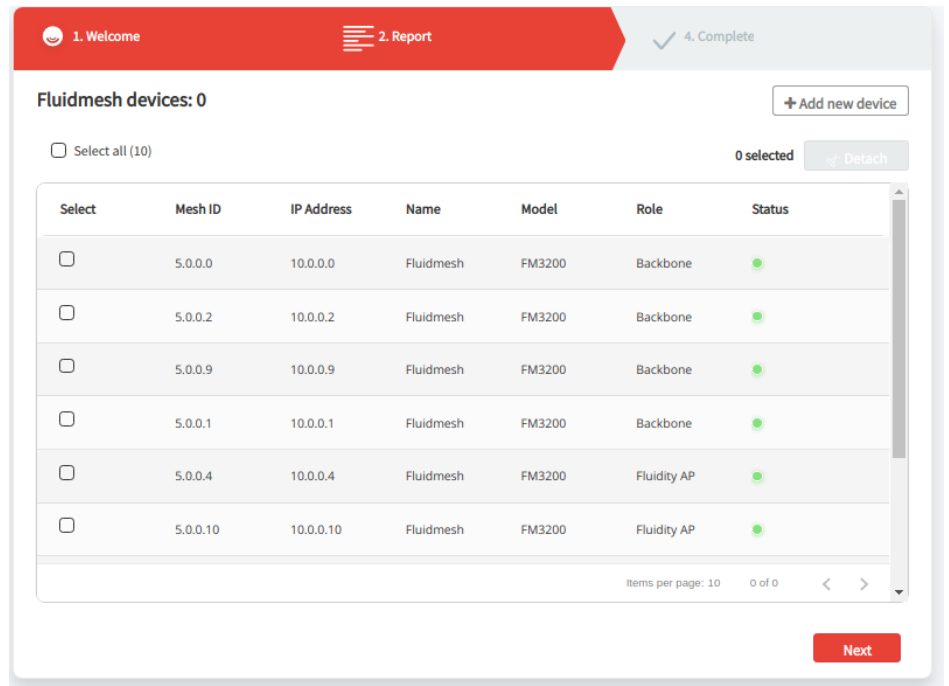 1. Welcome
2. Report
4. Complete
Fluidmesh devices: 0
Add new device
Select all (10)
0 selected
Detach
Select Mesh ID IP Address Name Model Role Status
5.0.0.0 10.0.0.0 Fluidmesh FM3200 Backbone
5.0.0.2 10.0.0.2 Fluidmesh FM3200 Backbone
5.0.0.9 10.0.0.9 Fluidmesh FM3200 Backbone
5.0.0.1 10.0.0.1 Fluidmesh FM3200 Backbone
5.0.0.4 10.0.0.4 Fluidmesh FM3200 Fluidity AP
5.0.0.10 10.0.0.10 Fluidmesh FM3200 Fluidity AP
Items per page: 10 0 of 0
Next